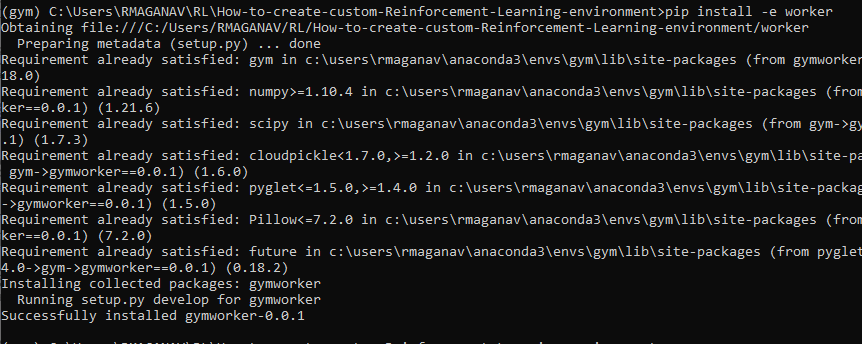 (gym) C:\Users\RMAGANAV\RL\How-to-create-custom-Reinforcement-Learning-environment>pip install -e worker
Obtaining file:///C:/Users/RMAGANAV/RL/How-to-create-custom-Reinforcement-Learning-environment/worker
  Preparing metadata (setup.py) ... done
Requirement already satisfied: gym in c:\users\rmaganav\anaconda3\envs\gym\lib\site-packages (from gymworker
18.0)
Requirement already satisfied: numpy>=1.10.4 in c:\users\rmaganav\anaconda3\envs\gym\lib\site-packages (from
ker==0.0.1) (1.21.6)
Requirement already satisfied: scipy in c:\users\rmaganav\anaconda3\envs\gym\lib\site-packages (from gym->gy
.1) (1.7.3)
Requirement already satisfied: cloudpickle<1.7.0,>=1.2.0 in c:\users\rmaganav\anaconda3\envs\gym\lib\site-pa
 gym->gymworker==0.0.1) (1.6.0)
Requirement already satisfied: pyglet<=1.5.0,>=1.4.0 in c:\users\rmaganav\anaconda3\envs\gym\lib\site-packag
->gymworker==0.0.1) (1.5.0)
Requirement already satisfied: Pillow<=7.2.0 in c:\users\rmaganav\anaconda3\envs\gym\lib\site-packages (from
ker==0.0.1) (7.2.0)
Requirement already satisfied: future in c:\users\rmaganav\anaconda3\envs\gym\lib\site-packages (from pyglet
4.0->gym->gymworker==0.0.1) (0.18.2)
Installing collected packages: gymworker
  Running setup.py develop for gymworker
Successfully installed gymworker-0.0.1